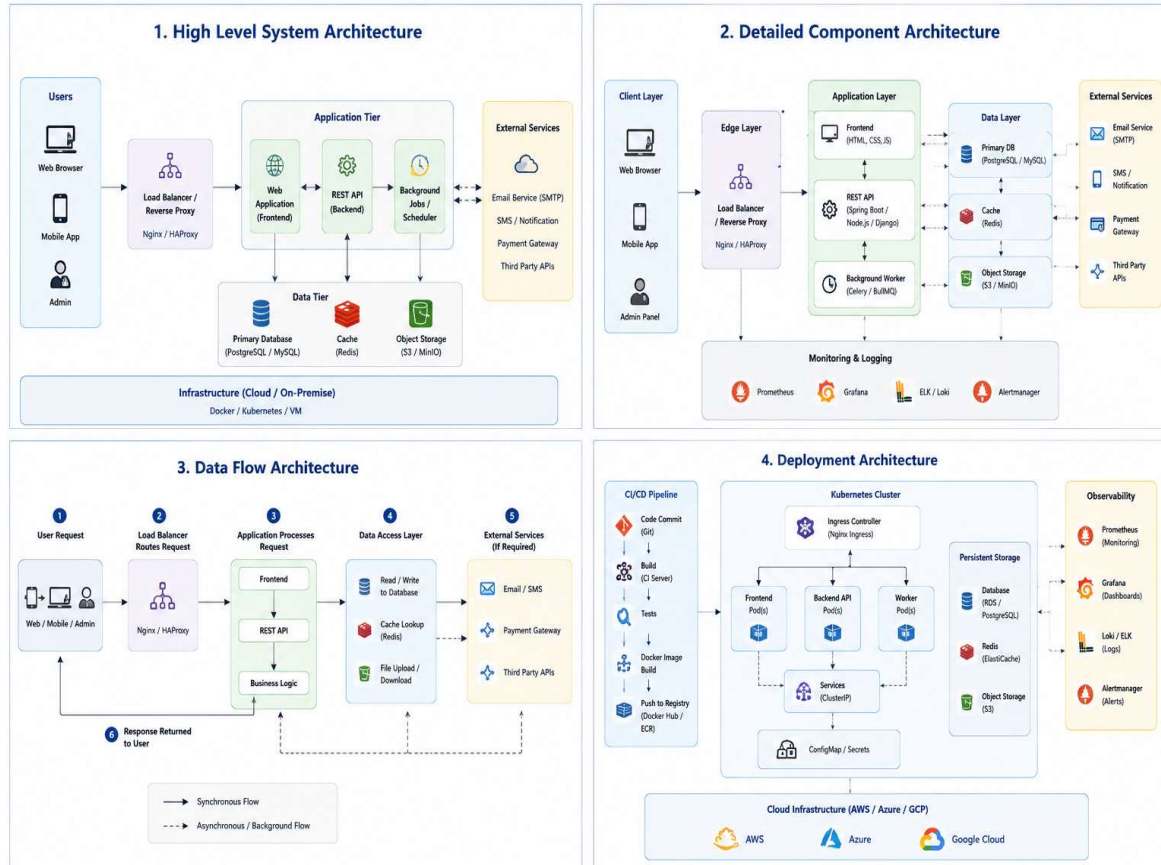 1. High Level System Architecture
Users
Web Browser
Mobile App
Admin
Load Balancer /
Reverse Proxy
Nginx / HAProxy
Application Tier
Web
Application
(Frontend)
REST API
(Backend)
Background
Jobs /
Scheduler
External Services
Email Service (SMTP)
SMS / Notification
Payment Gateway
Third Party APIs
Data Tier
Primary Database
(PostgreSQL / MySQL)
Cache
(Redis)
Object Storage
(S3 / MinIO)
Infrastructure (Cloud / On-Premise)
Docker / Kubernetes / VM
2. Detailed Component Architecture
Client Layer
Web Browser
Mobile App
Admin Panel
Edge Layer
Load Balancer /
Reverse Proxy
Nginx / HAProxy
Application Layer
Frontend
(HTML, CSS, JS)
REST API
(Spring Boot /
Node.js / Django)
Background Worker
(Celery / BullMQ)
Data Layer
Primary DB
(PostgreSQL / MySQL)
Cache
(Redis)
Object Storage
(S3 / MinIO)
External Services
Email Service
(SMTP)
SMS /
Notification
Payment
Gateway
Third Party
APIs
Monitoring & Logging
Prometheus
Grafana
ELK / Loki
Alertmanager
3. Data Flow Architecture
1
User Request
Web / Mobile / Admin
2
Load Balancer
Routes Request
Nginx / HAProxy
3
Application Processes
Request
Frontend
REST API
Business Logic
4
Data Access Layer
Read / Write
to Database
Cache Lookup
(Redis)
File Upload /
Download
5
External Services
(If Required)
Email / SMS
Payment Gateway
Third Party APIs
6
Response Returned
to User
Synchronous Flow
Asynchronous / Background Flow
4. Deployment Architecture
CI/CD Pipeline
Code Commit
(Git)
Build
(CI Server)
Tests
Docker Image
Build
Push to Registry
(Docker Hub /
ECR)
Kubernetes Cluster
Ingress Controller
(Nginx Ingress)
Frontend
Pod(s)
Backend API
Pod(s)
Worker
Pod(s)
Services
(ClusterIP)
ConfigMap / Secrets
Persistent Storage
Database
(RDS /
PostgreSQL)
Redis
(ElastiCache)
Object Storage
(S3)
Observability
Prometheus
(Monitoring)
Grafana
(Dashboards)
Loki / ELK
(Logs)
Alertmanager
(Alerts)
Cloud Infrastructure (AWS / Azure / GCP)
AWS
Azure
Google Cloud